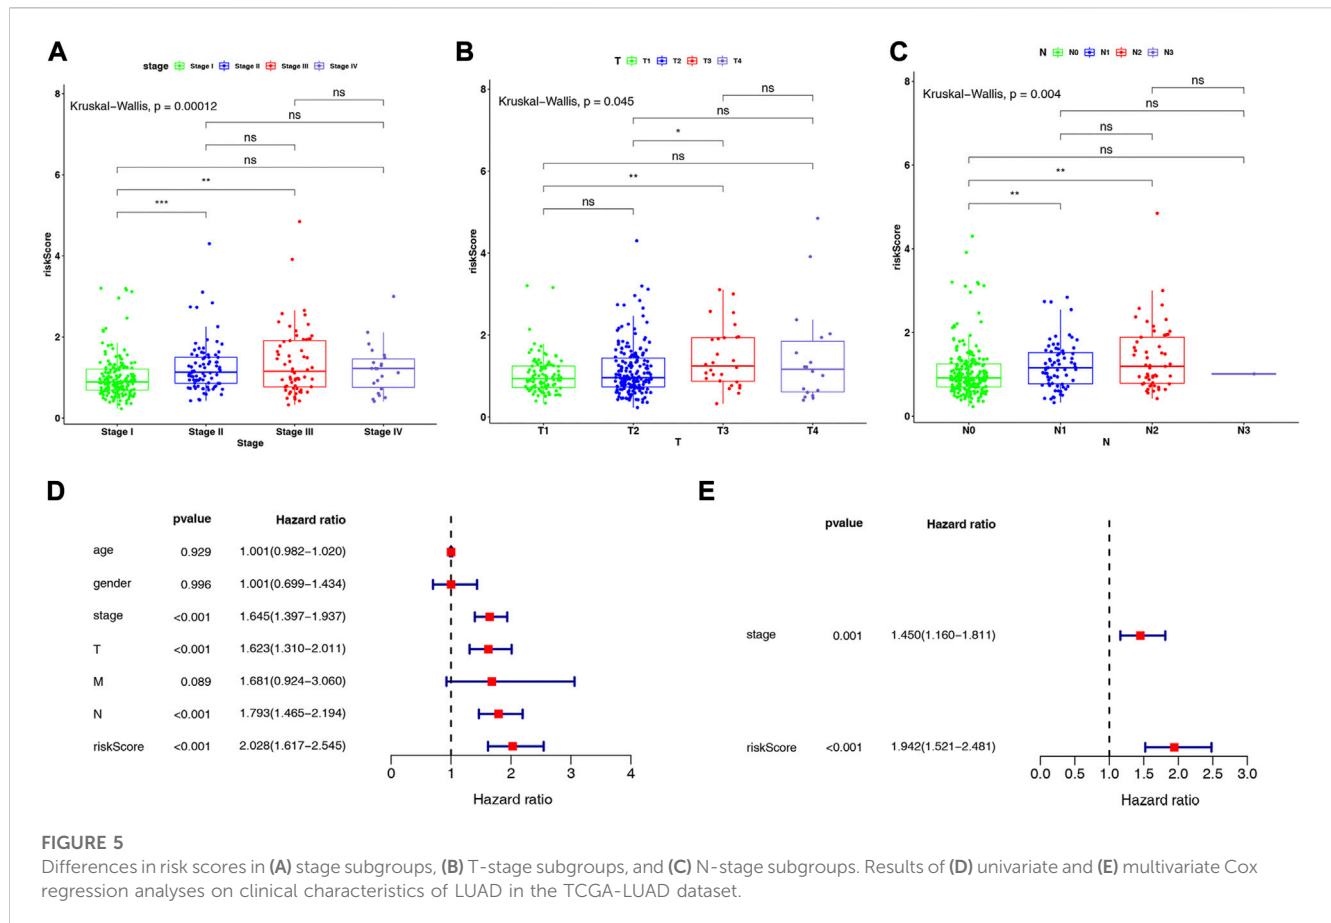 A
stage Stage I Stage II Stage III Stage IV
Kruskal−Wallis, p = 0.00012
ns
ns
ns
ns
**
***
riskScore
8
6
4
2
0
Stage I Stage II Stage III Stage IV
Stage
B
T T1 T2 T3 T4
Kruskal−Wallis, p = 0.045
ns
ns
*
ns
**
ns
riskScore
8
6
4
2
0
T1 T2 T3 T4
T
C
N N0 N1 N2 N3
Kruskal−Wallis, p = 0.004
ns
ns
ns
ns
**
**
riskScore
8
6
4
2
0
N0 N1 N2 N3
N
D
pvalue Hazard ratio
age 0.929 1.001(0.982−1.020)
gender 0.996 1.001(0.699−1.434)
stage <0.001 1.645(1.397−1.937)
T <0.001 1.623(1.310−2.011)
M 0.089 1.681(0.924−3.060)
N <0.001 1.793(1.465−2.194)
riskScore <0.001 2.028(1.617−2.545)
0 1 2 3 4
Hazard ratio
E
pvalue Hazard ratio
stage 0.001 1.450(1.160−1.811)
riskScore <0.001 1.942(1.521−2.481)
0.0 0.5 1.0 1.5 2.0 2.5 3.0
Hazard ratio
FIGURE 5
Differences in risk scores in (A) stage subgroups, (B) T-stage subgroups, and (C) N-stage subgroups. Results of (D) univariate and (E) multivariate Cox
regression analyses on clinical characteristics of LUAD in the TCGA-LUAD dataset.